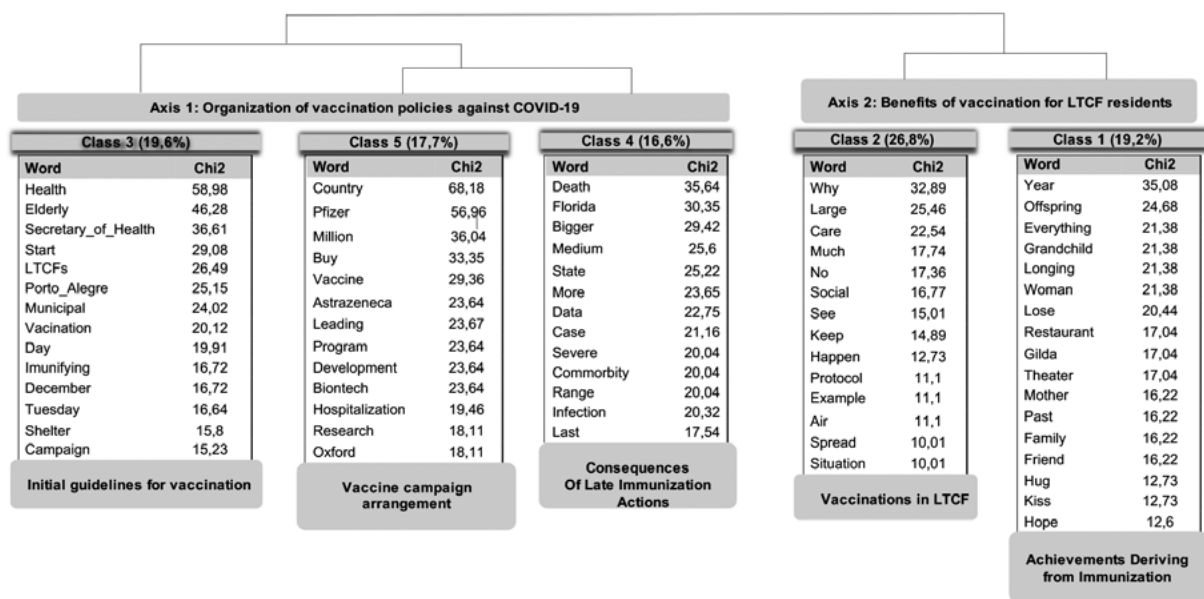 Axis 1: Organization of vaccination policies against COVID-19
Axis 2: Benefits of vaccination for LTCF residents
Class 3 (19,6%)
Word Chi2
Health 58,98
Elderly 46,28
Secretary_of_Health 36,61
Start 29,08
LTCFs 26,49
Porto_Alegre 25,15
Municipal 24,02
Vacination 20,12
Day 19,91
Imunifying 16,72
December 16,72
Tuesday 16,64
Shelter 15,8
Campaign 15,23
Initial guidelines for vaccination
Class 5 (17,7%)
Word Chi2
Country 68,18
Pfizer 56,96
Million 36,04
Buy 33,35
Vaccine 29,36
Astrazeneca 23,64
Leading 23,67
Program 23,64
Development 23,64
Biontech 23,64
Hospitalization 19,46
Research 18,11
Oxford 18,11
Vaccine campaign
arrangement
Class 4 (16,6%)
Word Chi2
Death 35,64
Florida 30,35
Bigger 29,42
Medium 25,6
State 25,22
More 23,65
Data 22,75
Case 21,16
Severe 20,04
Commorbity 20,04
Range 20,04
Infection 20,32
Last 17,54
Consequences
Of Late Immunization
Actions
Class 2 (26,8%)
Word Chi2
Why 32,89
Large 25,46
Care 22,54
Much 17,74
No 17,36
Social 16,77
See 15,01
Keep 14,89
Happen 12,73
Protocol 11,1
Example 11,1
Air 11,1
Spread 10,01
Situation 10,01
Vaccinations in LTCF
Class 1 (19,2%)
Word Chi2
Year 35,08
Offspring 24,68
Everything 21,38
Grandchild 21,38
Longing 21,38
Woman 21,38
Lose 20,44
Restaurant 17,04
Gilda 17,04
Theater 17,04
Mother 16,22
Past 16,22
Family 16,22
Friend 16,22
Hug 12,73
Kiss 12,73
Hope 12,6
Achievements Deriving
from Immunization